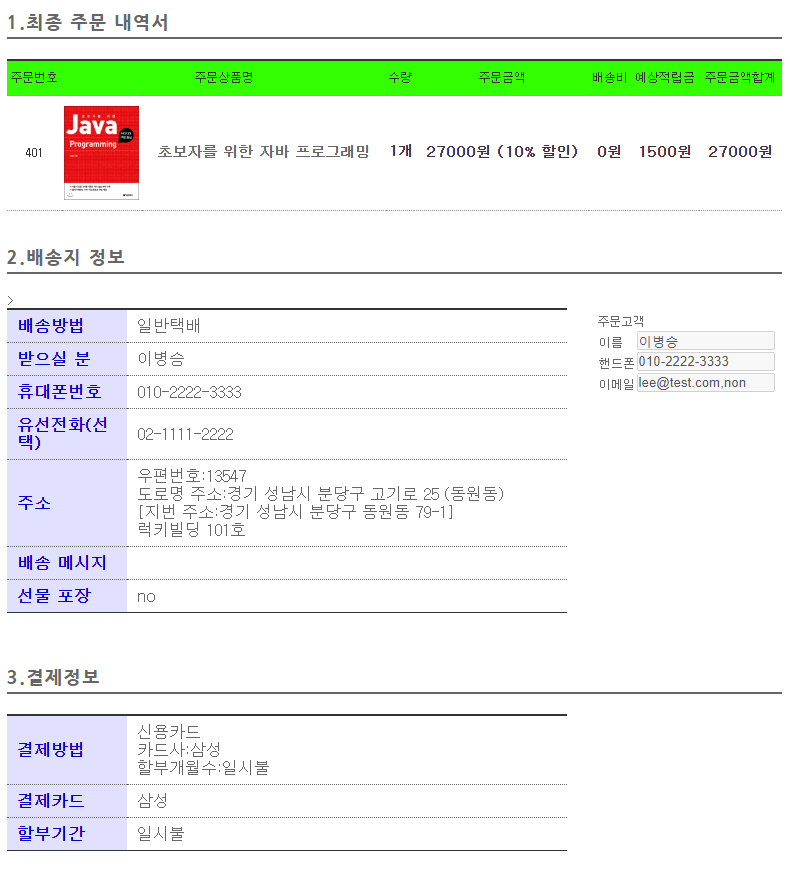 1.최종 주문 내역서
주문번호 주문상품명 수량 주문금액 배송비 예상적립금 주문금액합계
Java
Programming
401 초보자를 위한 자바 프로그래밍 1개 27000원 (10% 할인) 0원 1500원 27000원
2.배송지 정보
>
배송방법 일반택배
받으실 분 이병승
휴대폰번호 010-2222-3333
유선전화(선
택) 02-1111-2222
주소
우편번호:13547
도로명 주소:경기 성남시 분당구 고기로 25 (동원동)
[지번 주소:경기 성남시 분당구 동원동 79-1]
럭키빌딩 101호
배송 메시지
선물 포장 no
주문고객
이름 이병승
핸드폰 010-2222-3333
이메일 lee@test.com,non
3.결제정보
결제방법
신용카드
카드사:삼성
할부개월수:일시불
결제카드 삼성
할부기간 일시불